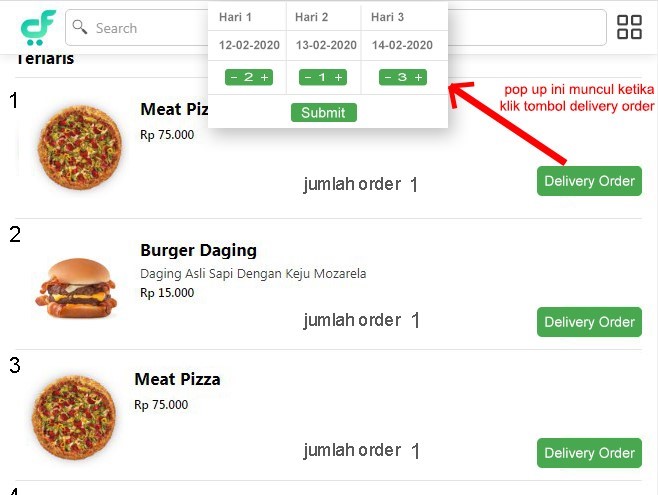 Hari 1 Hari 2 Hari 3
Search
12-02-2020 13-02-2020 14-02-2020
Terlaris
- 2 + - 1 + - 3 +
Submit
pop up ini muncul ketika
klik tombol delivery order
1
Meat Piz
Rp 75.000
jumlah order 1
Delivery Order
2
Burger Daging
Daging Asli Sapi Dengan Keju Mozarela
Rp 15.000
jumlah order 1
Delivery Order
3
Meat Pizza
Rp 75.000
jumlah order 1
Delivery Order
4